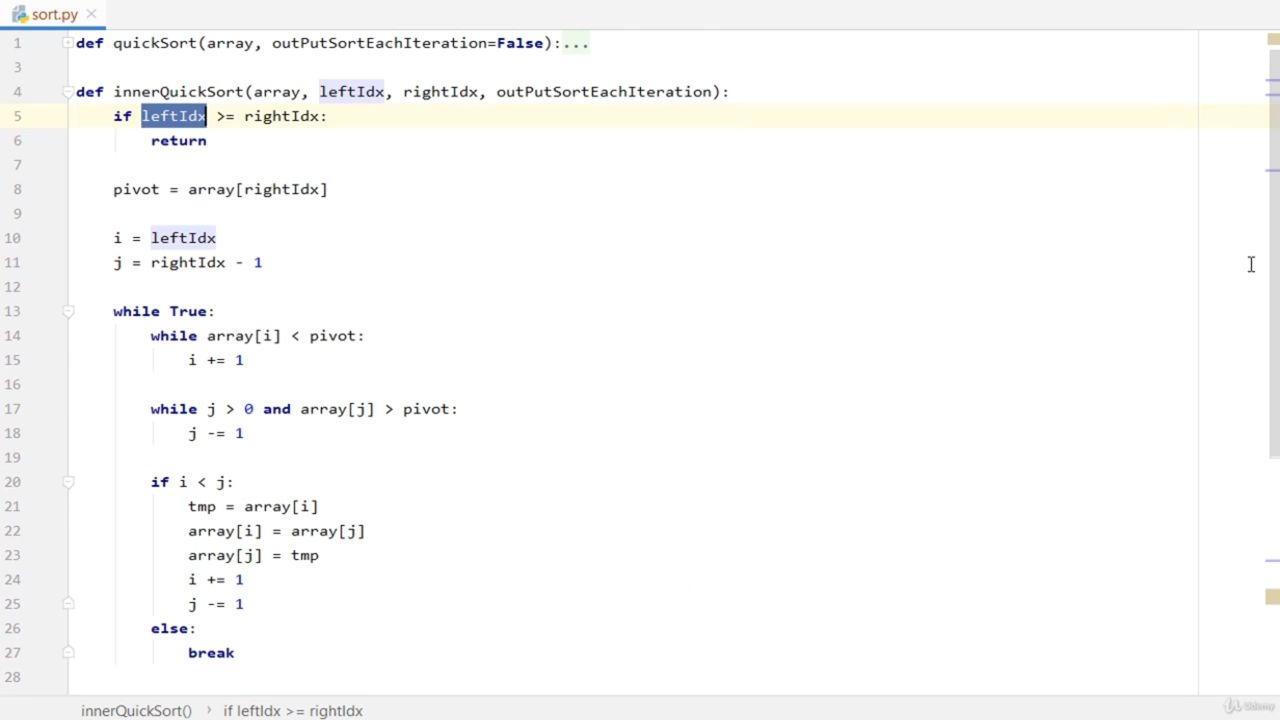 sort.py
1 def quickSort(array, outPutSortEachIteration=False):...
3
4 def innerQuickSort(array, leftIdx, rightIdx, outPutSortEachIteration):
5 if leftIdx >= rightIdx:
6 return
7
8 pivot = array[rightIdx]
9
10 i = leftIdx
11 j = rightIdx - 1
12
13 while True:
14 while array[i] < pivot:
15 i += 1
16
17 while j > 0 and array[j] > pivot:
18 j -= 1
19
20 if i < j:
21 tmp = array[i]
22 array[i] = array[j]
23 array[j] = tmp
24 i += 1
25 j -= 1
26 else:
27 break
28
innerQuickSort() › if leftIdx >= rightIdx
Udemy